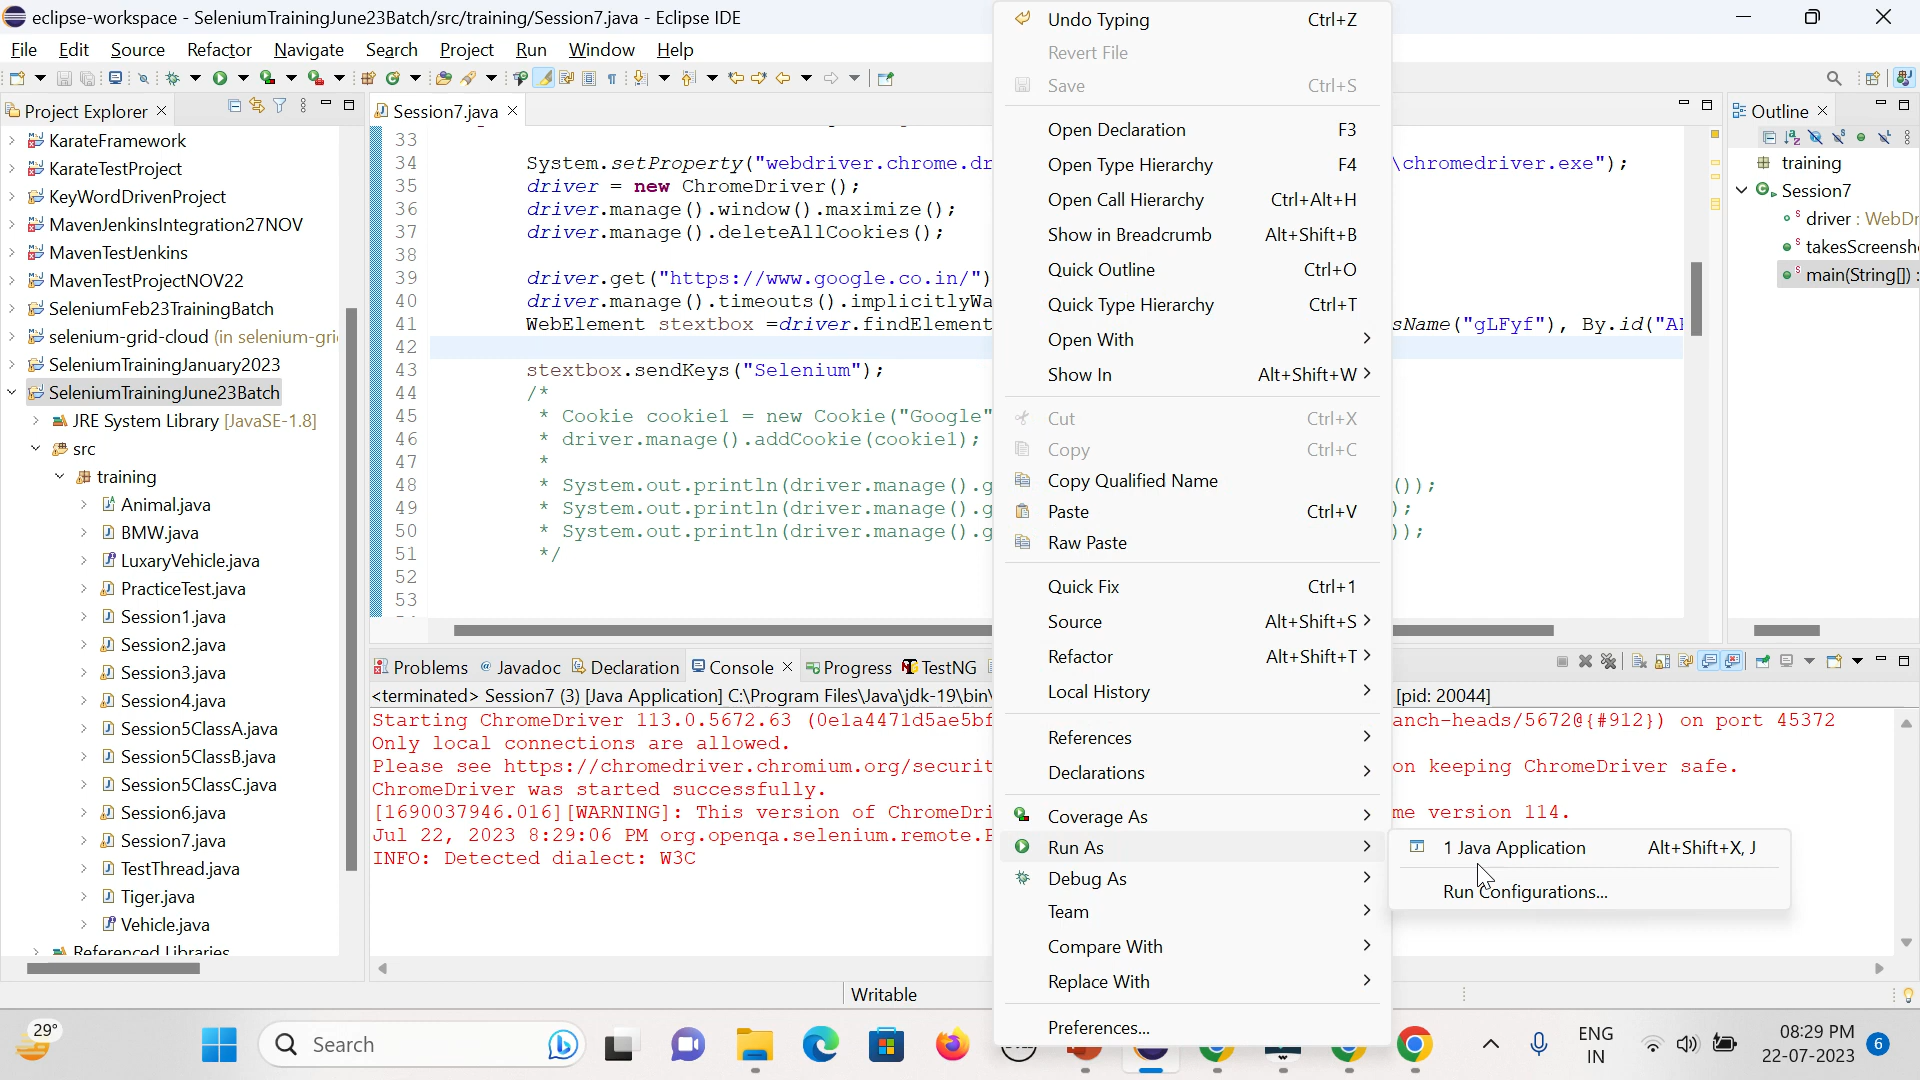 eclipse-workspace - SeleniumTrainingJune23Batch/src/training/Session7.java - Eclipse IDE
File Edit Source Refactor Navigate Search Project Run Window Help
Project Explorer
KarateFramework
KarateTestProject
KeyWordDrivenProject
MavenJenkinsIntegration27NOV
MavenTestJenkins
MavenTestProjectNOV22
SeleniumFeb23TrainingBatch
selenium-grid-cloud (in selenium-gri
SeleniumTrainingJanuary2023
SeleniumTrainingJune23Batch
JRE System Library [JavaSE-1.8]
src
training
Animal.java
BMW.java
LuxaryVehicle.java
PracticeTest.java
Session1.java
Session2.java
Session3.java
Session4.java
Session5ClassA.java
Session5ClassB.java
Session5ClassC.java
Session6.java
Session7.java
TestThread.java
Tiger.java
Vehicle.java
Referenced Libraries
Session7.java
33
34 System.setProperty("webdriver.chrome.dr \chromedriver.exe");
35 driver = new ChromeDriver();
36 driver.manage().window().maximize();
37 driver.manage().deleteAllCookies();
38
39 driver.get("https://www.google.co.in/")
40 driver.manage().timeouts().implicitlyWa
41 WebElement stextbox =driver.findElement sName("gLFyf"), By.id("AP
42
43 stextbox.sendKeys("Selenium");
44 /*
45 * Cookie cookie1 = new Cookie("Google"
46 * driver.manage().addCookie(cookie1);
47 *
48 * System.out.println(driver.manage().g ());
49 * System.out.println(driver.manage().g );
50 * System.out.println(driver.manage().g ));
51 */
52
53
Undo Typing Ctrl+Z
Revert File
Save Ctrl+S
Open Declaration F3
Open Type Hierarchy F4
Open Call Hierarchy Ctrl+Alt+H
Show in Breadcrumb Alt+Shift+B
Quick Outline Ctrl+O
Quick Type Hierarchy Ctrl+T
Open With
Show In Alt+Shift+W
Cut Ctrl+X
Copy Ctrl+C
Copy Qualified Name
Paste Ctrl+V
Raw Paste
Quick Fix Ctrl+1
Source Alt+Shift+S
Refactor Alt+Shift+T
Local History
References
Declarations
Coverage As
Run As
Debug As
Team
Compare With
Replace With
Preferences...
1 Java Application Alt+Shift+X, J
Run Configurations...
Outline
training
Session7
driver : WebDr
takesScreensh
main(String[]) :
Problems Javadoc Declaration Console Progress TestNG
<terminated> Session7 (3) [Java Application] C:\Program Files\Java\jdk-19\bin\ [pid: 20044]
Starting ChromeDriver 113.0.5672.63 (0e1a4471d5ae5bf anch-heads/5672@{#912}) on port 45372
Only local connections are allowed.
Please see https://chromedriver.chromium.org/securit on keeping ChromeDriver safe.
ChromeDriver was started successfully.
[1690037946.016][WARNING]: This version of ChromeDri me version 114.
Jul 22, 2023 8:29:06 PM org.openqa.selenium.remote.P
INFO: Detected dialect: W3C
Writable
29°
Search
ENG
IN
08:29 PM
22-07-2023
6